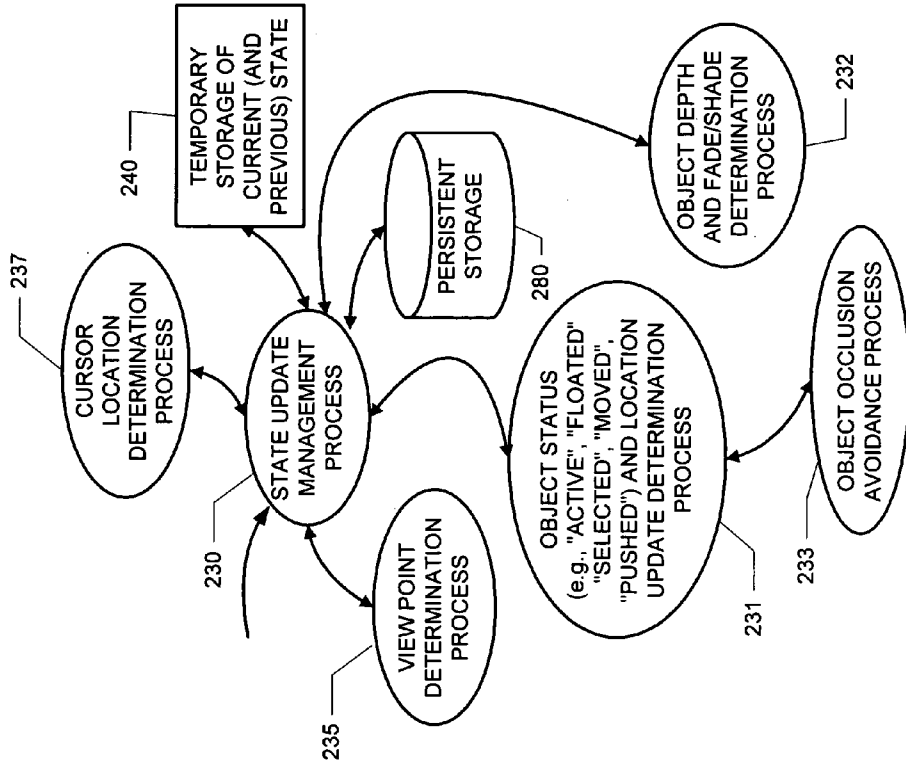 237
CURSOR
LOCATION
DETERMINATION
PROCESS
240
TEMPORARY
STORAGE OF
CURRENT (AND
PREVIOUS) STATE
230
STATE UPDATE
MANAGEMENT
PROCESS
235
VIEW POINT
DETERMINATION
PROCESS
PERSISTENT
STORAGE
280
OBJECT STATUS
(e.g., "ACTIVE", "FLOATED"
"SELECTED", "MOVED",
"PUSHED") AND LOCATION
UPDATE DETERMINATION
PROCESS
231
OBJECT DEPTH
AND FADE/SHADE
DETERMINATION
PROCESS
232
OBJECT OCCLUSION
AVOIDANCE PROCESS
233